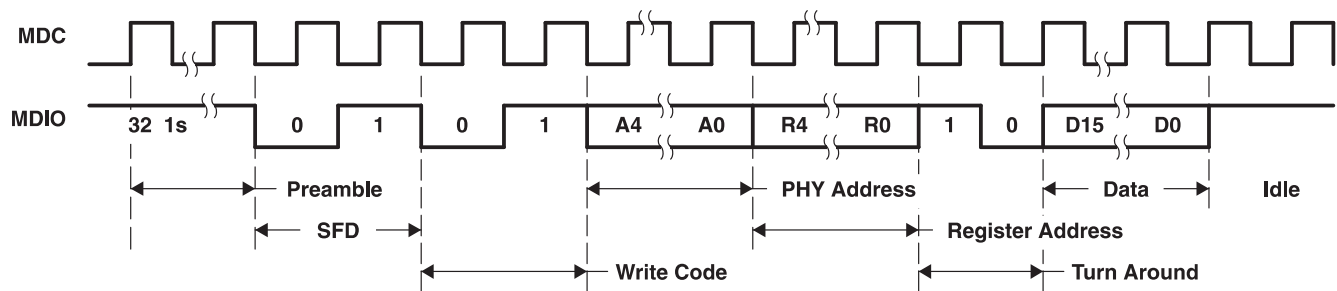 MDC
MDIO
32 1s 0 1 0 1 A4 A0 R4 R0 1 0 D15 D0
Preamble PHY Address Data Idle
SFD Register Address
Write Code Turn Around